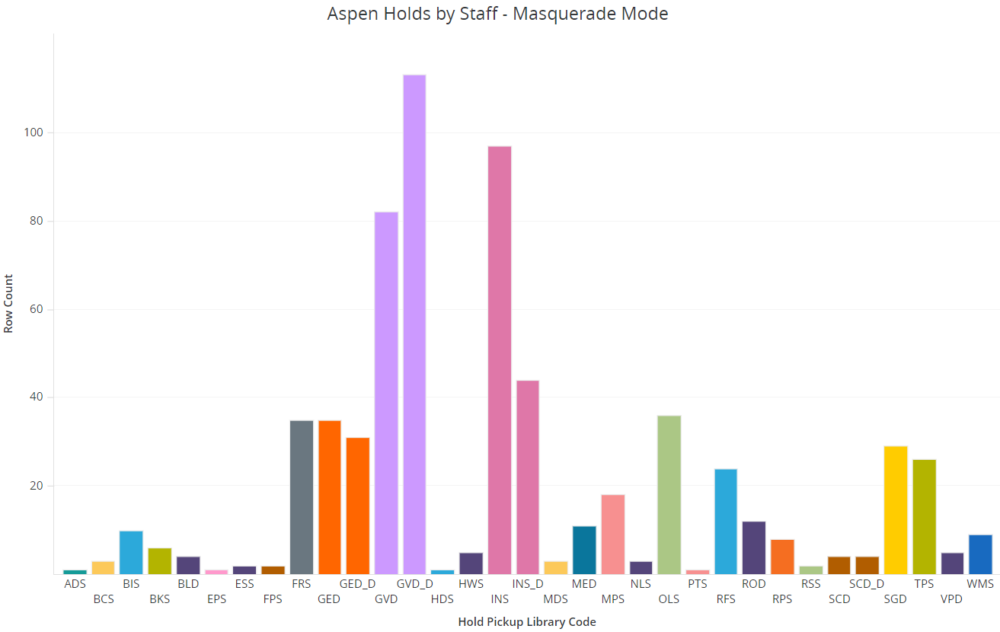 Aspen Holds by Staff - Masquerade Mode
100
80
60
40
20
Row Count
ADS BIS BLD ESS FRS GED_D GVD_D HWS INS_D MED NLS PTS ROD RSS SCD_D TPS WMS
BCS BKS EPS FPS GED GVD HDS INS MDS MPS OLS RFS RPS SCD SGD VPD
Hold Pickup Library Code